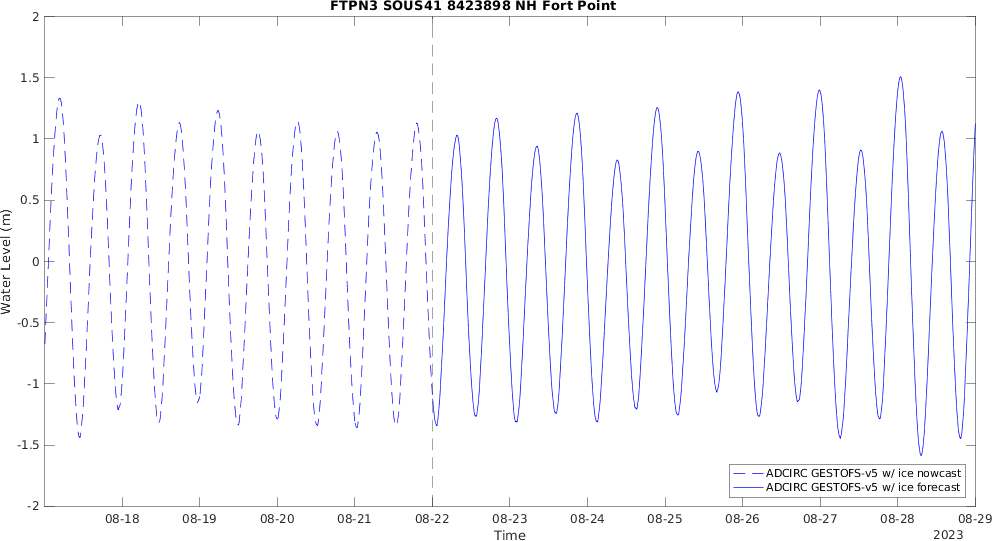 FTPN3 SOUS41 8423898 NH Fort Point
2
1.5
1
0.5
0
-0.5
-1
-1.5
-2
Water Level (m)
ADCIRC GESTOFS-v5 w/ ice nowcast
ADCIRC GESTOFS-v5 w/ ice forecast
08-18 08-19 08-20 08-21 08-22 08-23 08-24 08-25 08-26 08-27 08-28 08-29
Time
2023